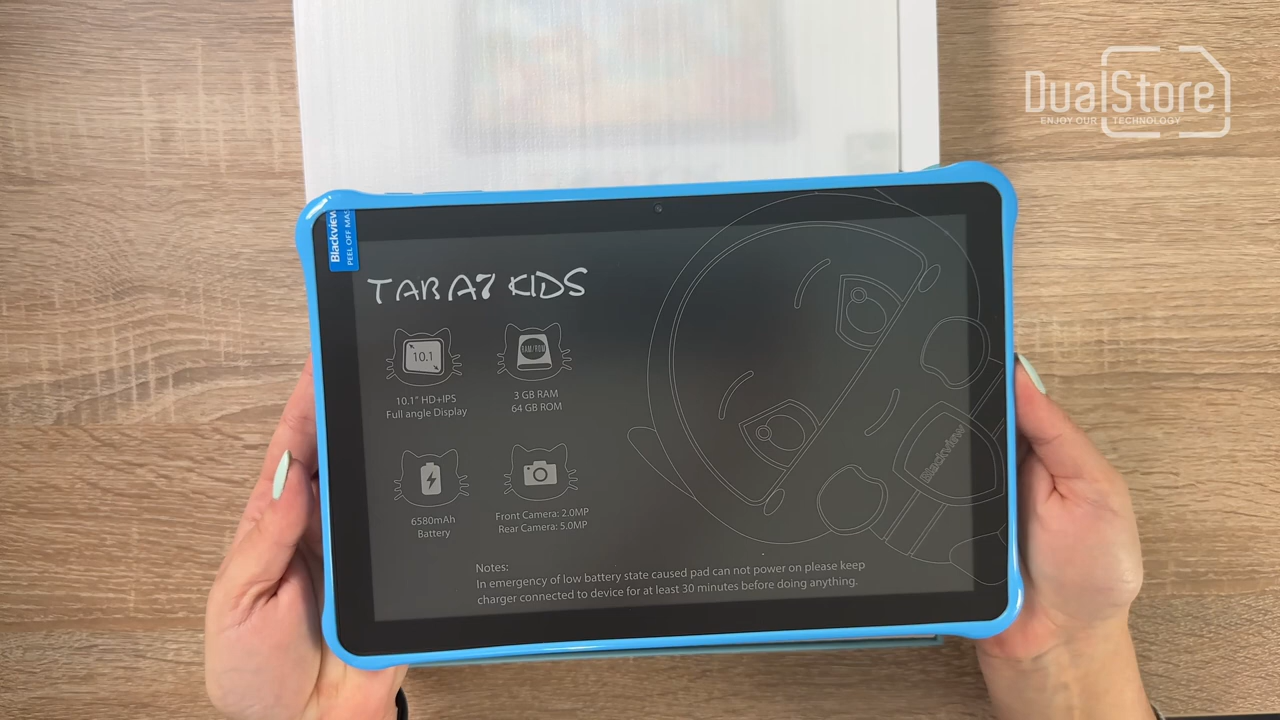 DualStore
ENJOY OUR TECHNOLOGY
Blackview
PEEL OFF MAS
TAB A7 KIDS
10.1
RAM/ROM
10.1" HD+IPS
Full angle Display
3 GB RAM
64 GB ROM
6580mAh
Battery
Front Camera: 2.0MP
Rear Camera: 5.0MP
Blackview
Notes:
In emergency of low battery state caused pad can not power on please keep
charger connected to device for at least 30 minutes before doing anything.